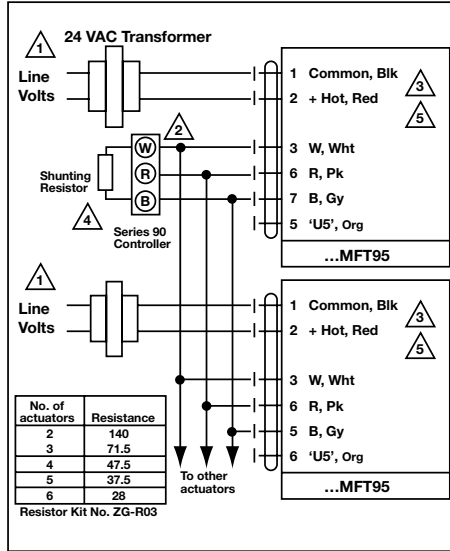 24 VAC Transformer
1
Line
Volts
1 Common, Blk
2 + Hot, Red
3
5
2
W
R
B
3 W, Wht
6 R, Pk
7 B, Gy
5 'U5', Org
Shunting
Resistor
4
Series 90
Controller
...MFT95
1
Line
Volts
1 Common, Blk
2 + Hot, Red
3
5
3 W, Wht
6 R, Pk
5 B, Gy
6 'U5', Org
...MFT95
No. of actuators Resistance
2 140
3 71.5
4 47.5
5 37.5
6 28
Resistor Kit No. ZG-R03
To other
actuators